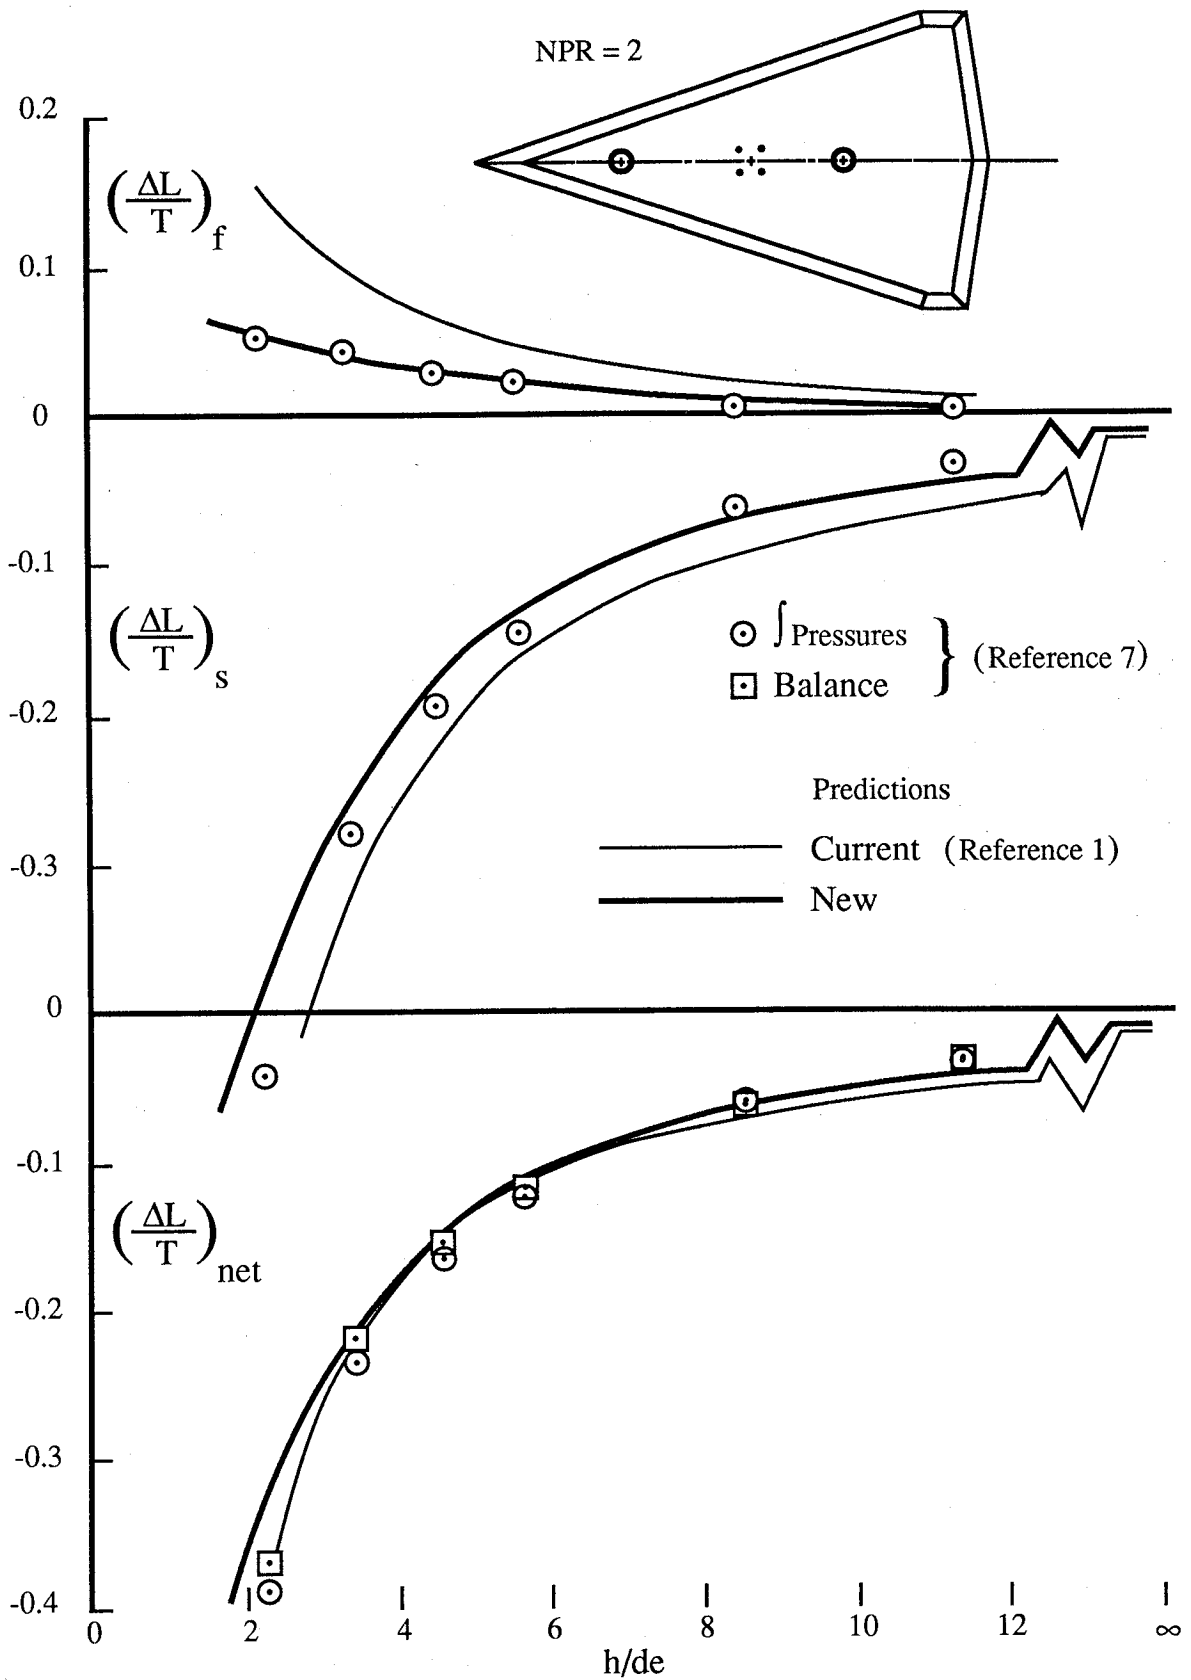 NPR = 2
0.2
(ΔL/T)f
0.1
0
-0.1
(ΔL/T)s
∫ Pressures
Balance
} (Reference 7)
-0.2
Predictions
Current (Reference 1)
New
-0.3
0
-0.1
(ΔL/T)net
-0.2
-0.3
-0.4
0 2 4 6 8 10 12 ∞
h/de